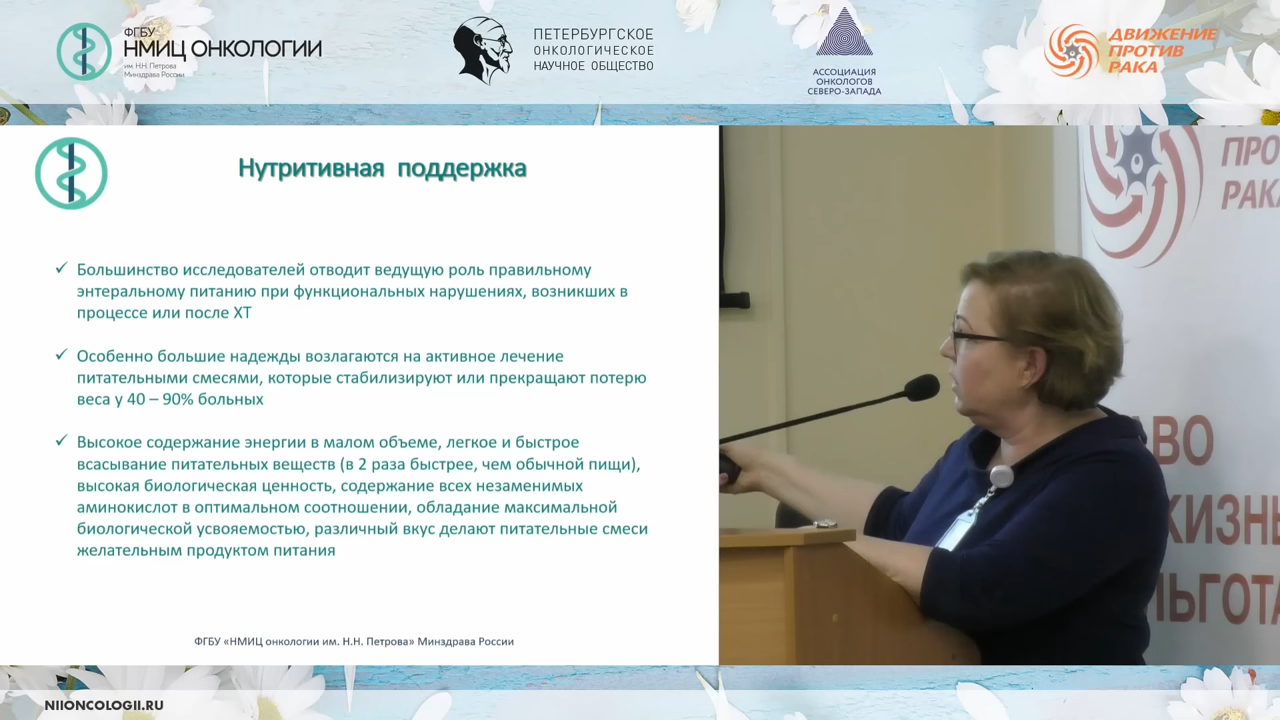 ФГБУ
НМИЦ ОНКОЛОГИИ
им. Н.Н. Петрова
Минздрава России
ПЕТЕРБУРГСКОЕ
ОНКОЛОГИЧЕСКОЕ
НАУЧНОЕ ОБЩЕСТВО
АССОЦИАЦИЯ
ОНКОЛОГОВ
СЕВЕРО-ЗАПАДА
ДВИЖЕНИЕ
ПРОТИВ
РАКА
Нутритивная поддержка
✓ Большинство исследователей отводит ведущую роль правильному
энтеральному питанию при функциональных нарушениях, возникших в
процессе или после ХТ
✓ Особенно большие надежды возлагаются на активное лечение
питательными смесями, которые стабилизируют или прекращают потерю
веса у 40 – 90% больных
✓ Высокое содержание энергии в малом объеме, легкое и быстрое
всасывание питательных веществ (в 2 раза быстрее, чем обычной пищи),
высокая биологическая ценность, содержание всех незаменимых
аминокислот в оптимальном соотношении, обладание максимальной
биологической усвояемостью, различный вкус делают питательные смеси
желательным продуктом питания
ФГБУ «НМИЦ онкологии им. Н.Н. Петрова» Минздрава России
ПРО
РАКА
АВО
ЖИЗНЬ
ЛЬГОТА
NIIONCOLOGII.RU